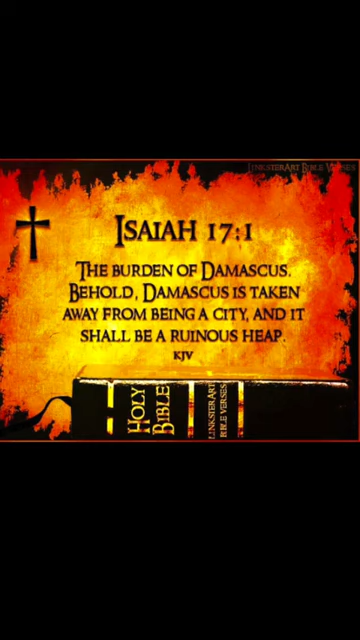 LinksterArt Bible Verses
Isaiah 17:1
The burden of Damascus.
Behold, Damascus is taken
away from being a city, and it
shall be a ruinous heap.
KJV
Holy
Bible
LinksterArt
Bible Verses